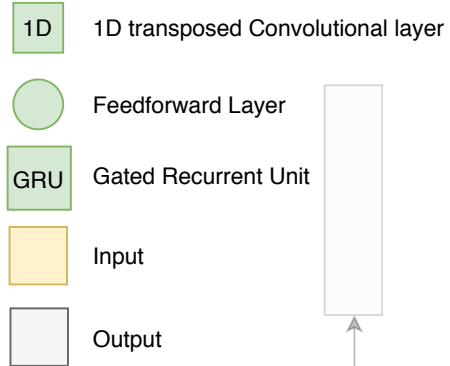 1D 1D transposed Convolutional layer
Feedforward Layer
GRU Gated Recurrent Unit
Input
Output